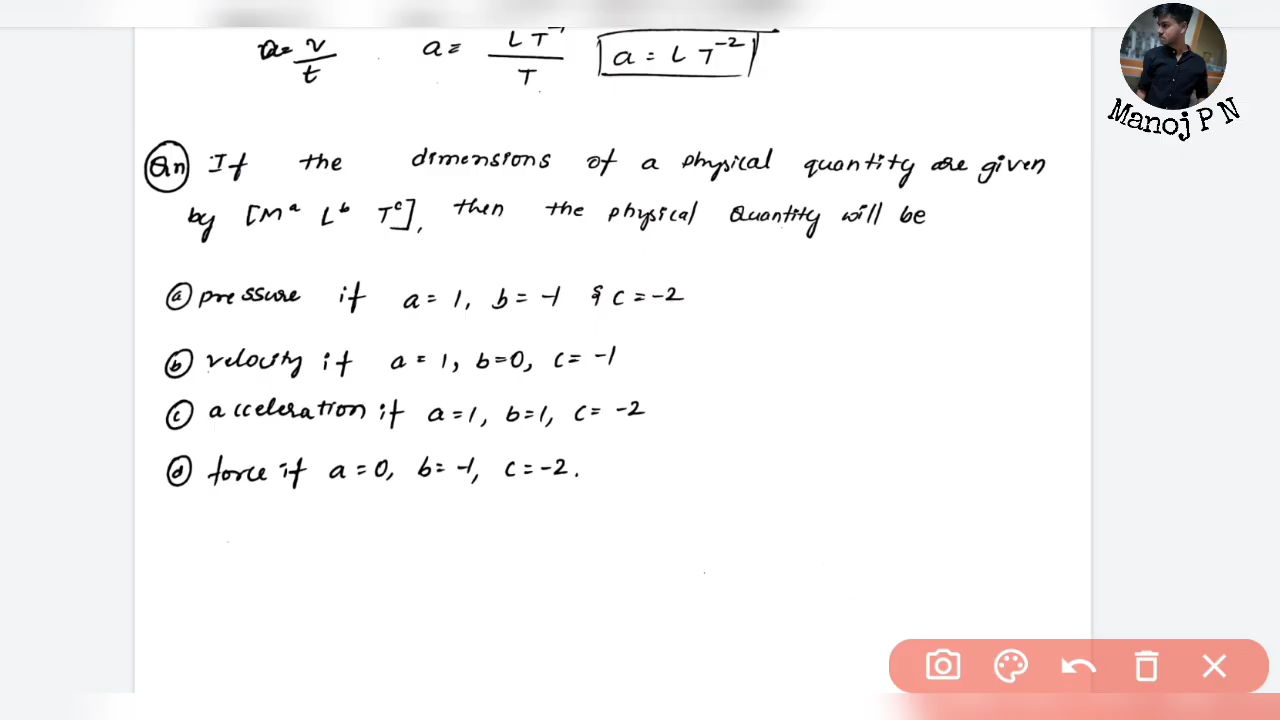 a = v/t a = LT⁻¹/T a = L T⁻²
Manoj P N
Qn If the dimensions of a physical quantity are given
by [Mᵃ Lᵇ Tᶜ], then the physical Quantity will be
(a) pressure if a = 1, b = -1 & c = -2
(b) velocity if a = 1, b=0, c= -1
(c) acceleration if a=1, b=1, c= -2
(d) force if a=0, b= -1, c = -2.